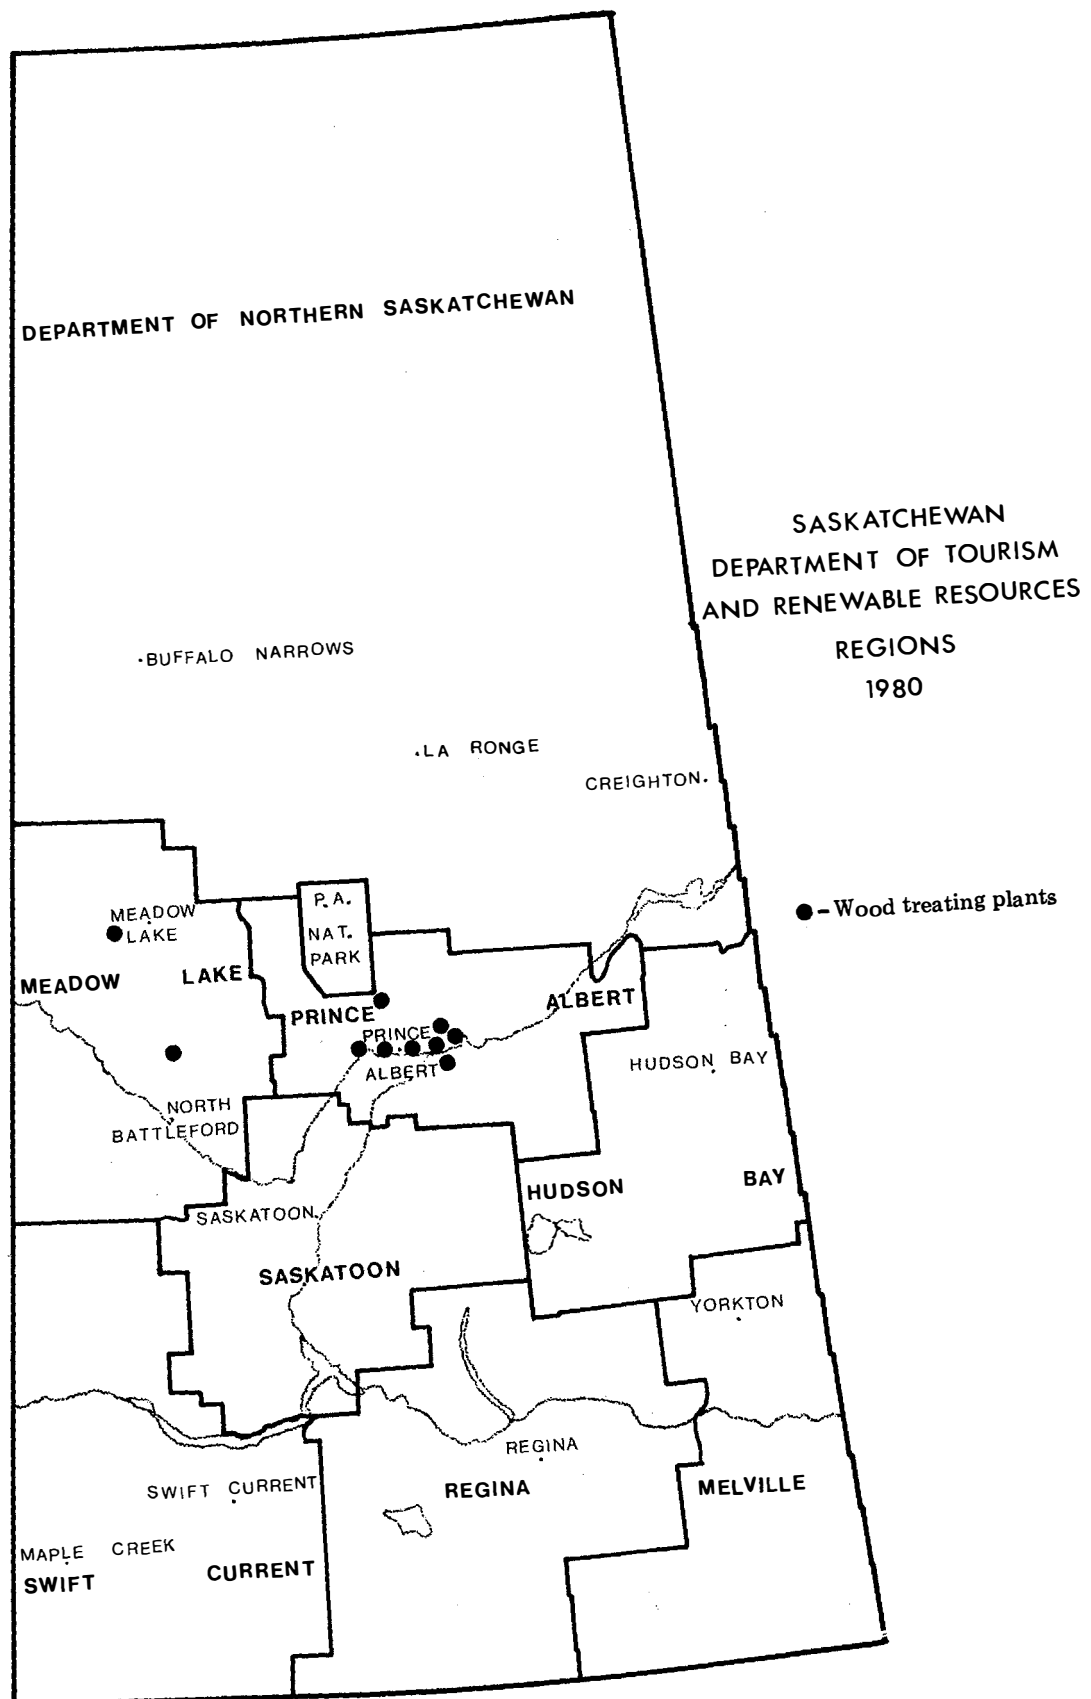 DEPARTMENT OF NORTHERN SASKATCHEWAN
SASKATCHEWAN
DEPARTMENT OF TOURISM
AND RENEWABLE RESOURCES
REGIONS
1980
BUFFALO NARROWS
LA RONGE
CREIGHTON
- Wood treating plants
P.A.
NAT.
PARK
MEADOW
LAKE
MEADOW LAKE
PRINCE ALBERT
PRINCE
ALBERT
HUDSON BAY
NORTH
BATTLEFORD
HUDSON BAY
SASKATOON
SASKATOON
YORKTON
REGINA
SWIFT CURRENT
REGINA
MELVILLE
MAPLE CREEK
SWIFT CURRENT